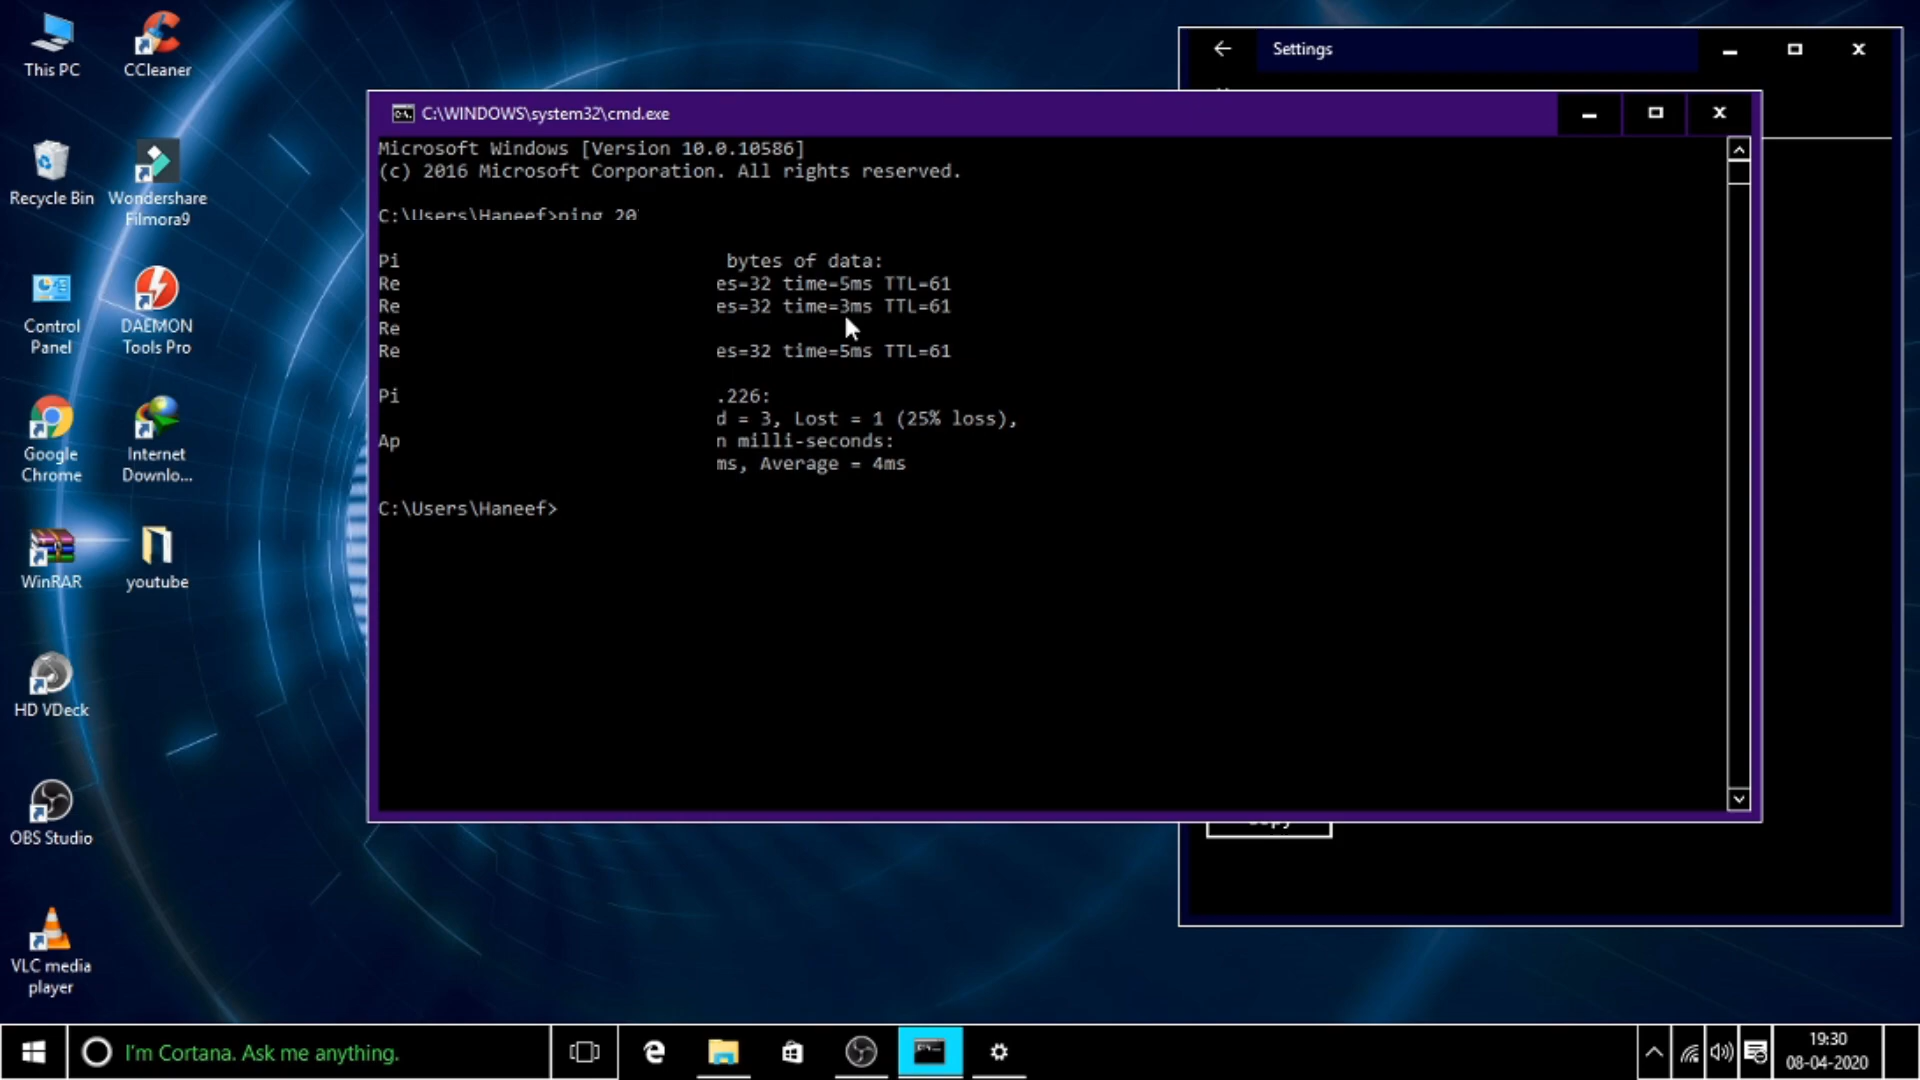 This PC
CCleaner
Recycle Bin
Wondershare
Filmora9
Control
Panel
DAEMON
Tools Pro
Google
Chrome
Internet
Downlo...
WinRAR
youtube
HD VDeck
OBS Studio
VLC media
player
Settings
C:\WINDOWS\system32\cmd.exe
Microsoft Windows [Version 10.0.10586]
(c) 2016 Microsoft Corporation. All rights reserved.
C:\Users\Haneef>ping 20
Pi bytes of data:
Re es=32 time=5ms TTL=61
Re es=32 time=3ms TTL=61
Re
Re es=32 time=5ms TTL=61
Pi .226:
d = 3, Lost = 1 (25% loss),
Ap n milli-seconds:
ms, Average = 4ms
C:\Users\Haneef>
I'm Cortana. Ask me anything.
19:30
08-04-2020